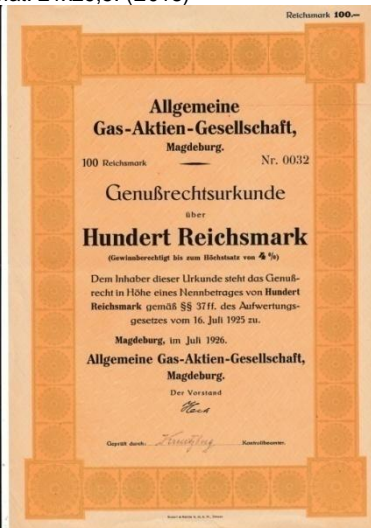 Reichsmark 100.—
Allgemeine
Gas-Aktien-Gesellschaft,
Magdeburg.
100 Reichsmark Nr. 0032
Genußrechtsurkunde
über
Hundert Reichsmark
(Gewinnberechtigt bis zum Höchstsatz von 4 %)
Dem Inhaber dieser Urkunde steht das Genuß-
recht in Höhe eines Nennbetrages von Hundert
Reichsmark gemäß §§ 37ff. des Aufwertungs-
gesetzes vom 16. Juli 1925 zu.
Magdeburg, im Juli 1926.
Allgemeine Gas-Aktien-Gesellschaft,
Magdeburg.
Der Vorstand
Geprüft durch: Kontrollbeamter.